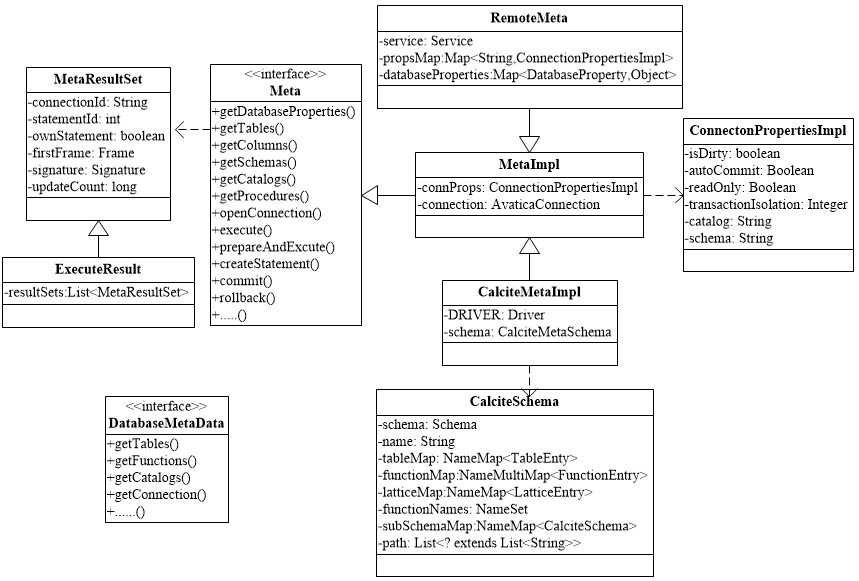 RemoteMeta
-service: Service
-propsMap:Map<String,ConnectionPropertiesImpl>
-databaseProperties:Map<DatabaseProperty,Object>
MetaResultSet
-connectionId: String
-statementId: int
-ownStatement: boolean
-firstFrame: Frame
-signature: Signature
-updateCount: long
<<interface>>
Meta
+getDatabaseProperties()
+getTables()
+getColumns()
+getSchemas()
+getCatalogs()
+getProcedures()
+openConnection()
+execute()
+prepareAndExcute()
+createStatement()
+commit()
+rollback()
+.....()
MetaImpl
-connProps: ConnectionPropertiesImpl
-connection: AvaticaConnection
ConnectonPropertiesImpl
-isDirty: boolean
-autoCommit: Boolean
-readOnly: Boolean
-transactionIsolation: Integer
-catalog: String
-schema: String
ExecuteResult
-resultSets:List<MetaResultSet>
CalciteMetaImpl
-DRIVER: Driver
-schema: CalciteMetaSchema
<<interface>>
DatabaseMetaData
+getTables()
+getFunctions()
+getCatalogs()
+getConnection()
+......()
CalciteSchema
-schema: Schema
-name: String
-tableMap: NameMap<TableEnty>
-functionMap:NameMultiMap<FunctionEntry>
-latticeMap:NameMap<LatticeEntry>
-functionNames: NameSet
-subSchemaMap:NameMap<CalciteSchema>
-path: List<? extends List<String>>